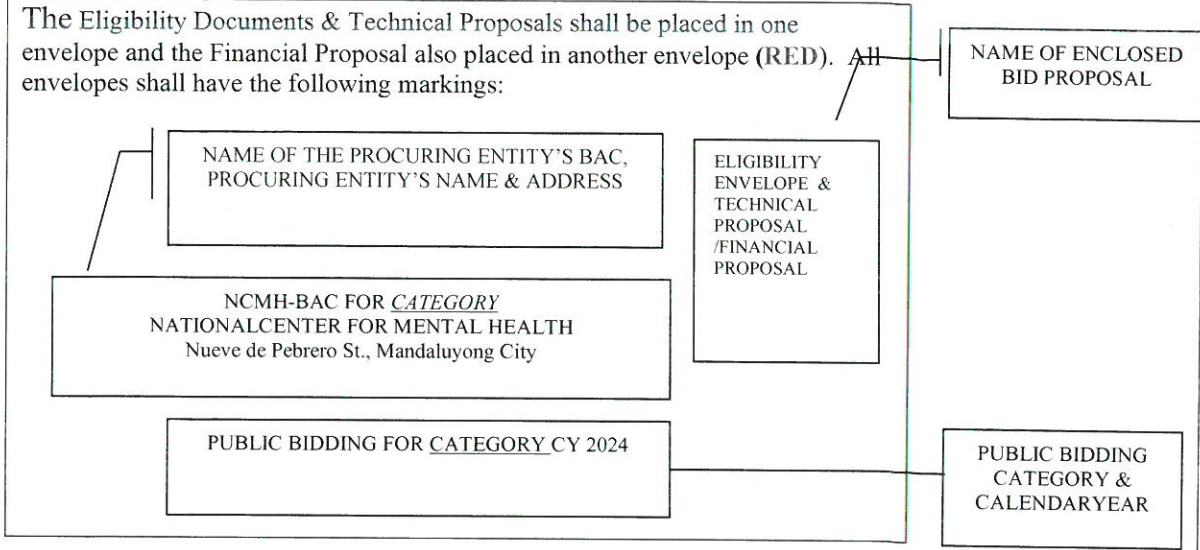 The Eligibility Documents & Technical Proposals shall be placed in one
envelope and the Financial Proposal also placed in another envelope (RED). All
envelopes shall have the following markings:
NAME OF ENCLOSED
BID PROPOSAL
NAME OF THE PROCURING ENTITY'S BAC,
PROCURING ENTITY'S NAME & ADDRESS
ELIGIBILITY
ENVELOPE &
TECHNICAL
PROPOSAL
/FINANCIAL
PROPOSAL
NCMH-BAC FOR CATEGORY
NATIONALCENTER FOR MENTAL HEALTH
Nueve de Pebrero St., Mandaluyong City
PUBLIC BIDDING FOR CATEGORY CY 2024
PUBLIC BIDDING
CATEGORY &
CALENDARYEAR